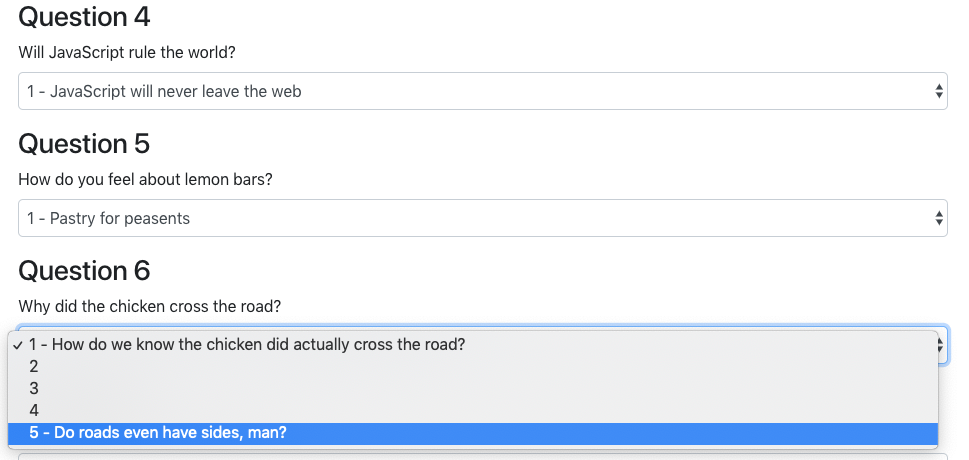 Question 4
Will JavaScript rule the world?
1 - JavaScript will never leave the web
Question 5
How do you feel about lemon bars?
1 - Pastry for peasents
Question 6
Why did the chicken cross the road?
✓ 1 - How do we know the chicken did actually cross the road?
2
3
4
5 - Do roads even have sides, man?